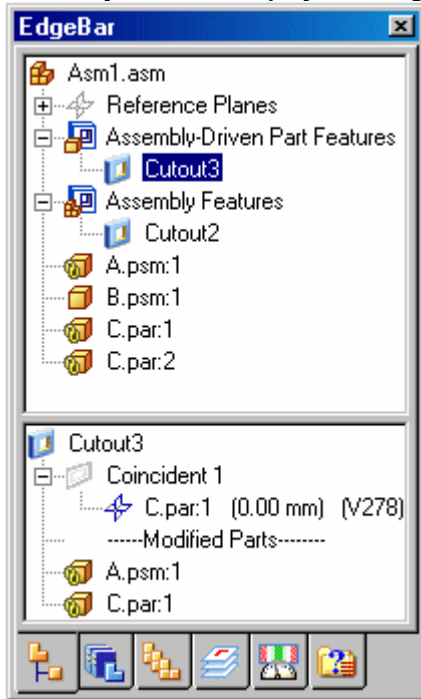 EdgeBar
Asm1.asm
Reference Planes
Assembly-Driven Part Features
Cutout3
Assembly Features
Cutout2
A.psm:1
B.psm:1
C.par:1
C.par:2
Cutout3
Coincident 1
C.par:1 (0.00 mm) (V278)
------Modified Parts--------
A.psm:1
C.par:1